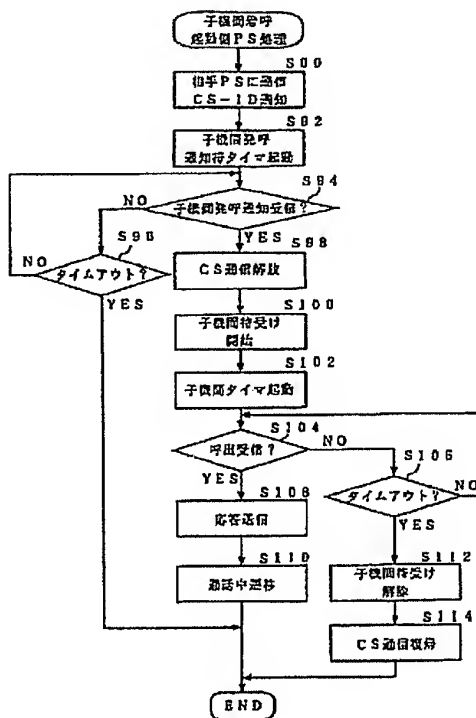 子機間発呼
起動側PS処理
S90
相手PSに通信
CS-ID通知
S92
子機間発呼
通知待タイマ起動
S94
子機間発呼通知受信?
NO
YES
S96
タイムアウト?
NO
YES
S98
CS通信解放
S100
子機間待受け
開始
S102
子機間タイマ起動
S104
呼出受信?
NO
YES
S106
タイムアウト?
NO
YES
S108
応答送信
S110
通話中遷移
S112
子機間待受け
解除
S114
CS通信復帰
END